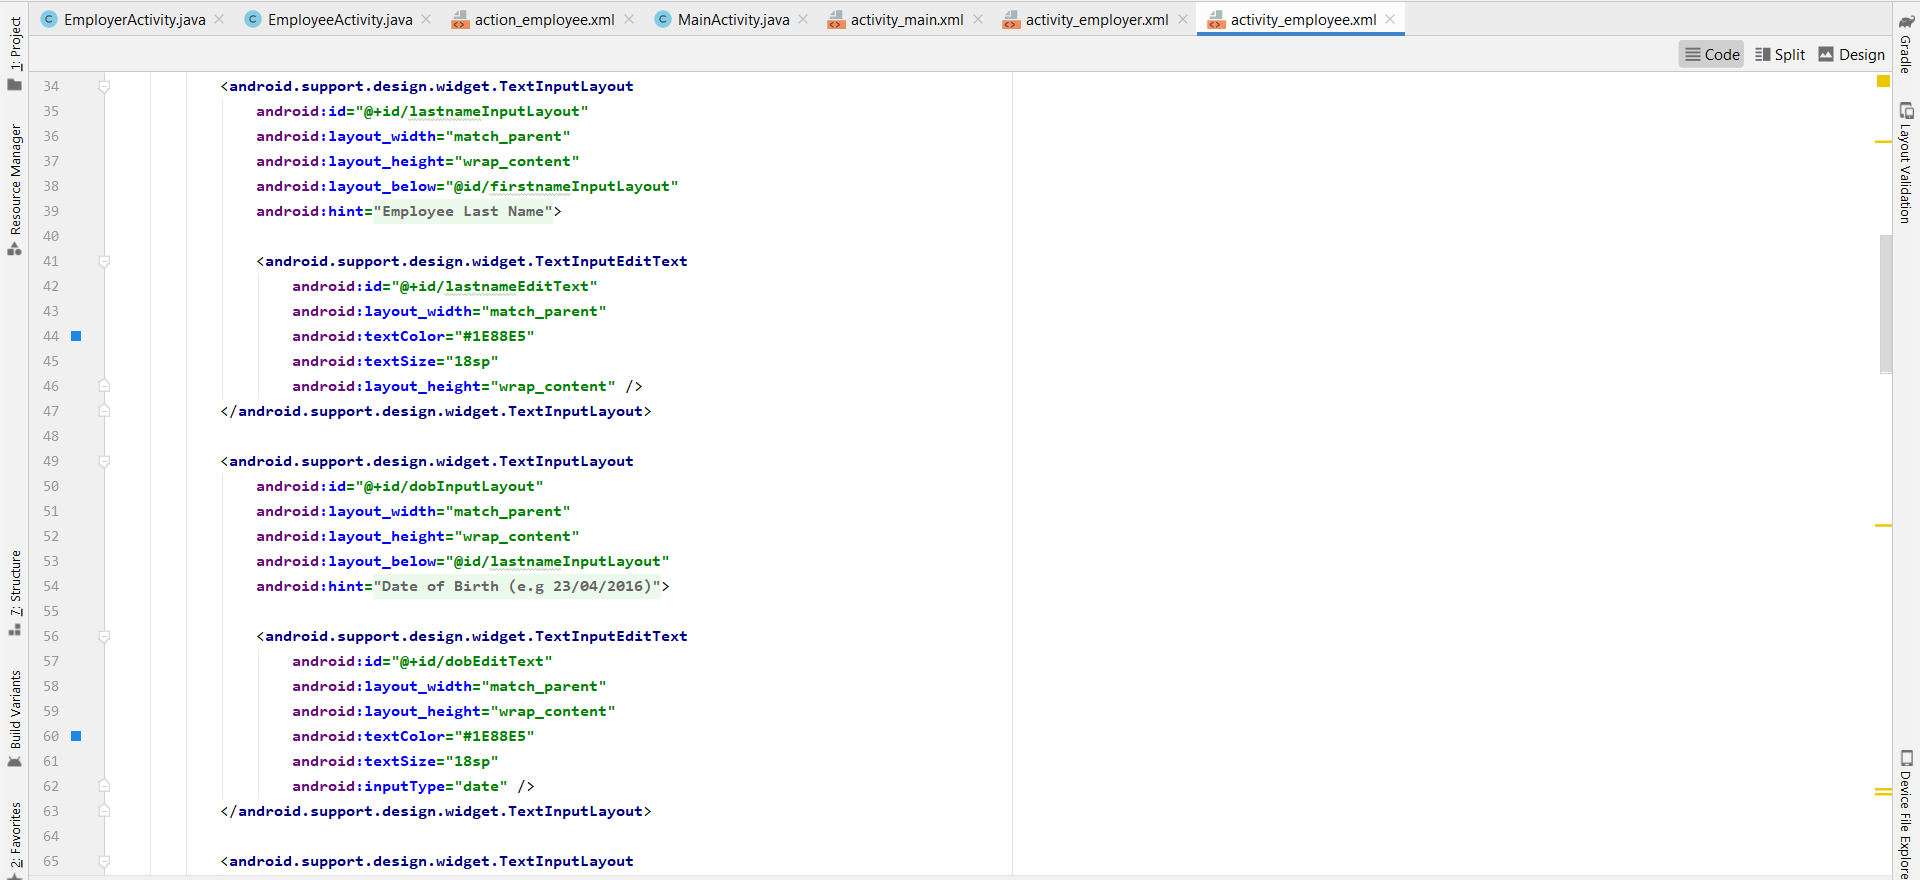 EmployerActivity.java EmployeeActivity.java action_employee.xml MainActivity.java activity_main.xml activity_employer.xml activity_employee.xml
Code Split Design
1: Project
Resource Manager
7: Structure
Build Variants
2: Favorites
34 <android.support.design.widget.TextInputLayout
35 android:id="@+id/lastnameInputLayout"
36 android:layout_width="match_parent"
37 android:layout_height="wrap_content"
38 android:layout_below="@id/firstnameInputLayout"
39 android:hint="Employee Last Name">
40
41 <android.support.design.widget.TextInputEditText
42 android:id="@+id/lastnameEditText"
43 android:layout_width="match_parent"
44 android:textColor="#1E88E5"
45 android:textSize="18sp"
46 android:layout_height="wrap_content" />
47 </android.support.design.widget.TextInputLayout>
48
49 <android.support.design.widget.TextInputLayout
50 android:id="@+id/dobInputLayout"
51 android:layout_width="match_parent"
52 android:layout_height="wrap_content"
53 android:layout_below="@id/lastnameInputLayout"
54 android:hint="Date of Birth (e.g 23/04/2016)">
55
56 <android.support.design.widget.TextInputEditText
57 android:id="@+id/dobEditText"
58 android:layout_width="match_parent"
59 android:layout_height="wrap_content"
60 android:textColor="#1E88E5"
61 android:textSize="18sp"
62 android:inputType="date" />
63 </android.support.design.widget.TextInputLayout>
64
65 <android.support.design.widget.TextInputLayout
Gradle
Layout Validation
Device File Explore